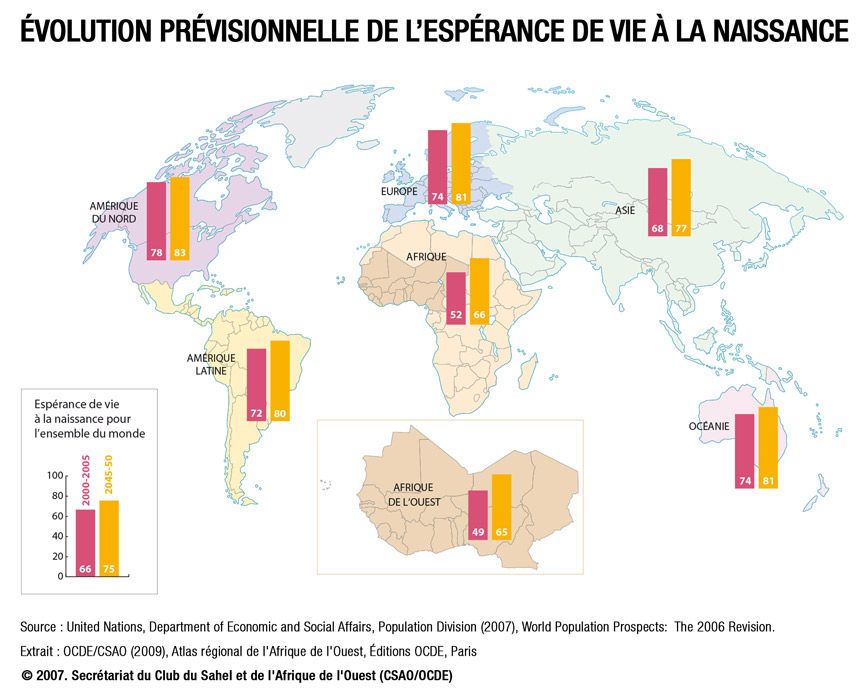 ÉVOLUTION PRÉVISIONNELLE DE L'ESPÉRANCE DE VIE À LA NAISSANCE
AMÉRIQUE
DU NORD
78
83
EUROPE
74
81
ASIE
68
77
AFRIQUE
52
66
AMÉRIQUE
LATINE
72
80
OCÉANIE
74
81
AFRIQUE
DE L'OUEST
49
65
Espérance de vie
à la naissance pour
l'ensemble du monde
2000-2005
2045-50
100
80
60
40
20
0
66
75
Source : United Nations, Department of Economic and Social Affairs, Population Division (2007), World Population Prospects: The 2006 Revision.
Extrait : OCDE/CSAO (2009), Atlas régional de l'Afrique de l'Ouest, Éditions OCDE, Paris
© 2007. Secrétariat du Club du Sahel et de l'Afrique de l'Ouest (CSAO/OCDE)